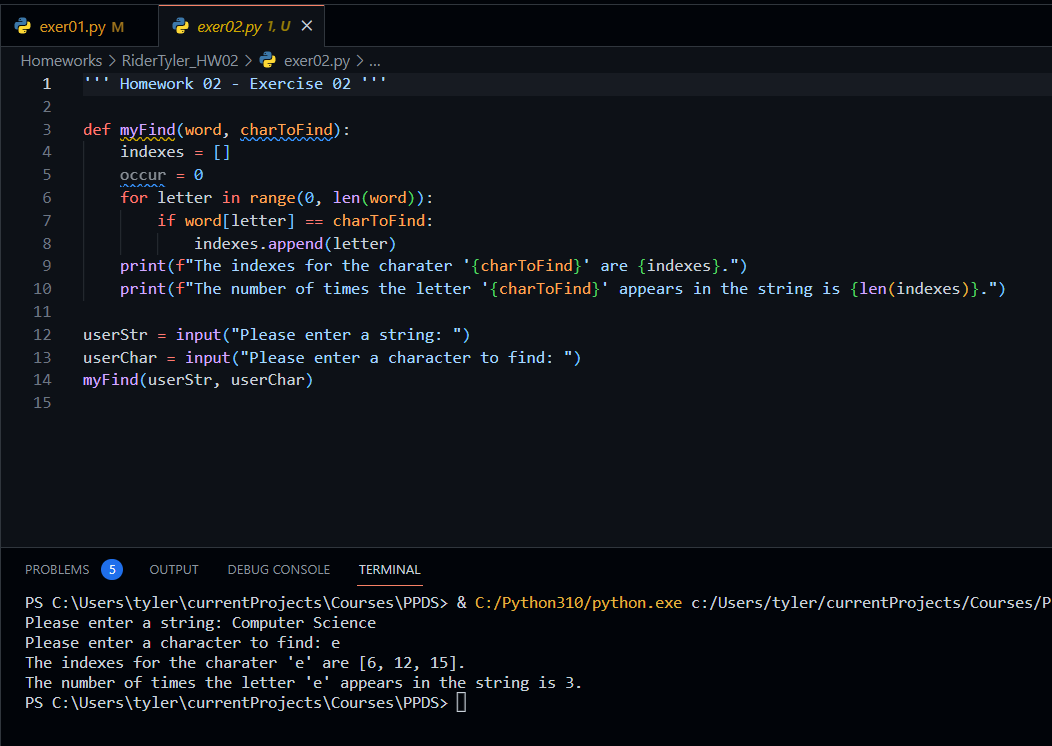 exer01.py M exer02.py 1, U ×
Homeworks > RiderTyler_HW02 > exer02.py > ...
1 ''' Homework 02 - Exercise 02 '''
2
3 def myFind(word, charToFind):
4 indexes = []
5 occur = 0
6 for letter in range(0, len(word)):
7 if word[letter] == charToFind:
8 indexes.append(letter)
9 print(f"The indexes for the charater '{charToFind}' are {indexes}.")
10 print(f"The number of times the letter '{charToFind}' appears in the string is {len(indexes)}.")
11
12 userStr = input("Please enter a string: ")
13 userChar = input("Please enter a character to find: ")
14 myFind(userStr, userChar)
15
PROBLEMS 5 OUTPUT DEBUG CONSOLE TERMINAL
PS C:\Users\tyler\currentProjects\Courses\PPDS> & C:/Python310/python.exe c:/Users/tyler/currentProjects/Courses/P
Please enter a string: Computer Science
Please enter a character to find: e
The indexes for the charater 'e' are [6, 12, 15].
The number of times the letter 'e' appears in the string is 3.
PS C:\Users\tyler\currentProjects\Courses\PPDS>